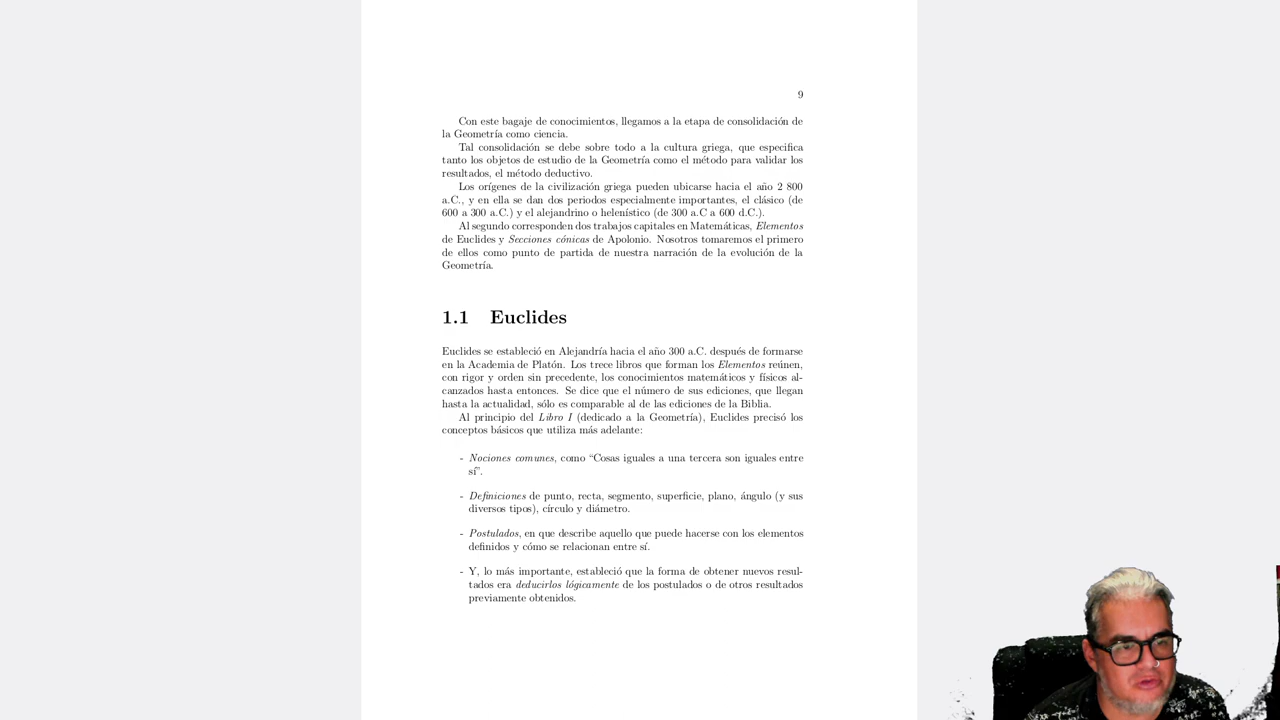 9
Con este bagaje de conocimientos, llegamos a la etapa de consolidación de
la Geometría como ciencia.
Tal consolidación se debe sobre todo a la cultura griega, que especifica
tanto los objetos de estudio de la Geometría como el método para validar los
resultados, el método deductivo.
Los orígenes de la civilización griega pueden ubicarse hacia el año 2 800
a.C., y en ella se dan dos periodos especialmente importantes, el clásico (de
600 a 300 a.C.) y el alejandrino o helenístico (de 300 a.C a 600 d.C.).
Al segundo corresponden dos trabajos capitales en Matemáticas, Elementos
de Euclides y Secciones cónicas de Apolonio. Nosotros tomaremos el primero
de ellos como punto de partida de nuestra narración de la evolución de la
Geometría.
1.1 Euclides
Euclides se estableció en Alejandría hacia el año 300 a.C. después de formarse
en la Academia de Platón. Los trece libros que forman los Elementos reúnen,
con rigor y orden sin precedente, los conocimientos matemáticos y físicos al-
canzados hasta entonces. Se dice que el número de sus ediciones, que llegan
hasta la actualidad, sólo es comparable al de las ediciones de la Biblia.
Al principio del Libro I (dedicado a la Geometría), Euclides precisó los
conceptos básicos que utiliza más adelante:
- Nociones comunes, como “Cosas iguales a una tercera son iguales entre
sí”.
- Definiciones de punto, recta, segmento, superficie, plano, ángulo (y sus
diversos tipos), círculo y diámetro.
- Postulados, en que describe aquello que puede hacerse con los elementos
definidos y cómo se relacionan entre sí.
- Y, lo más importante, estableció que la forma de obtener nuevos resul-
tados era deducirlos lógicamente de los postulados o de otros resultados
previamente obtenidos.